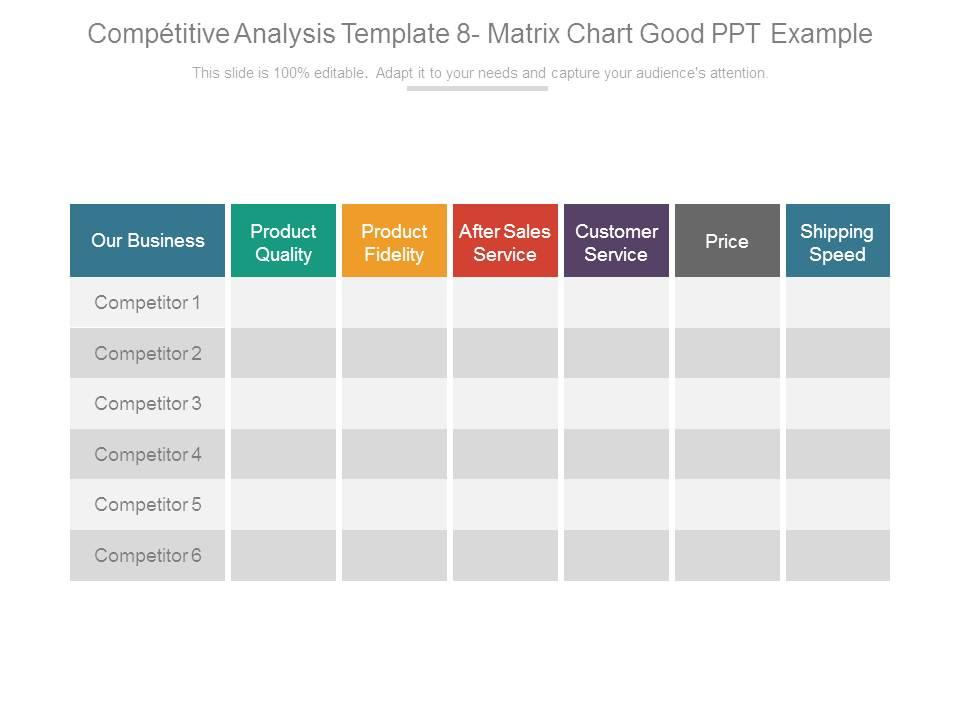 Compétitive Analysis Template 8- Matrix Chart Good PPT Example
This slide is 100% editable. Adapt it to your needs and capture your audience's attention.
Our Business
Product
Quality
Product
Fidelity
After Sales
Service
Customer
Service
Price
Shipping
Speed
Competitor 1
Competitor 2
Competitor 3
Competitor 4
Competitor 5
Competitor 6